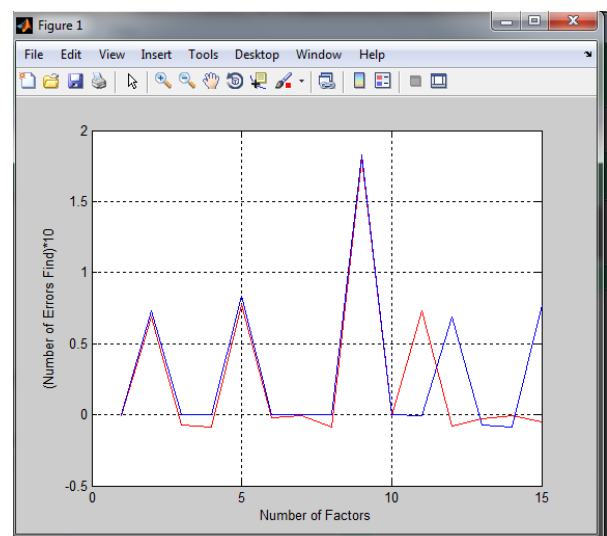 Figure 1
File Edit View Insert Tools Desktop Window Help
2
1.5
1
0.5
0
-0.5
(Number of Errors Find)*10
0 5 10 15
Number of Factors